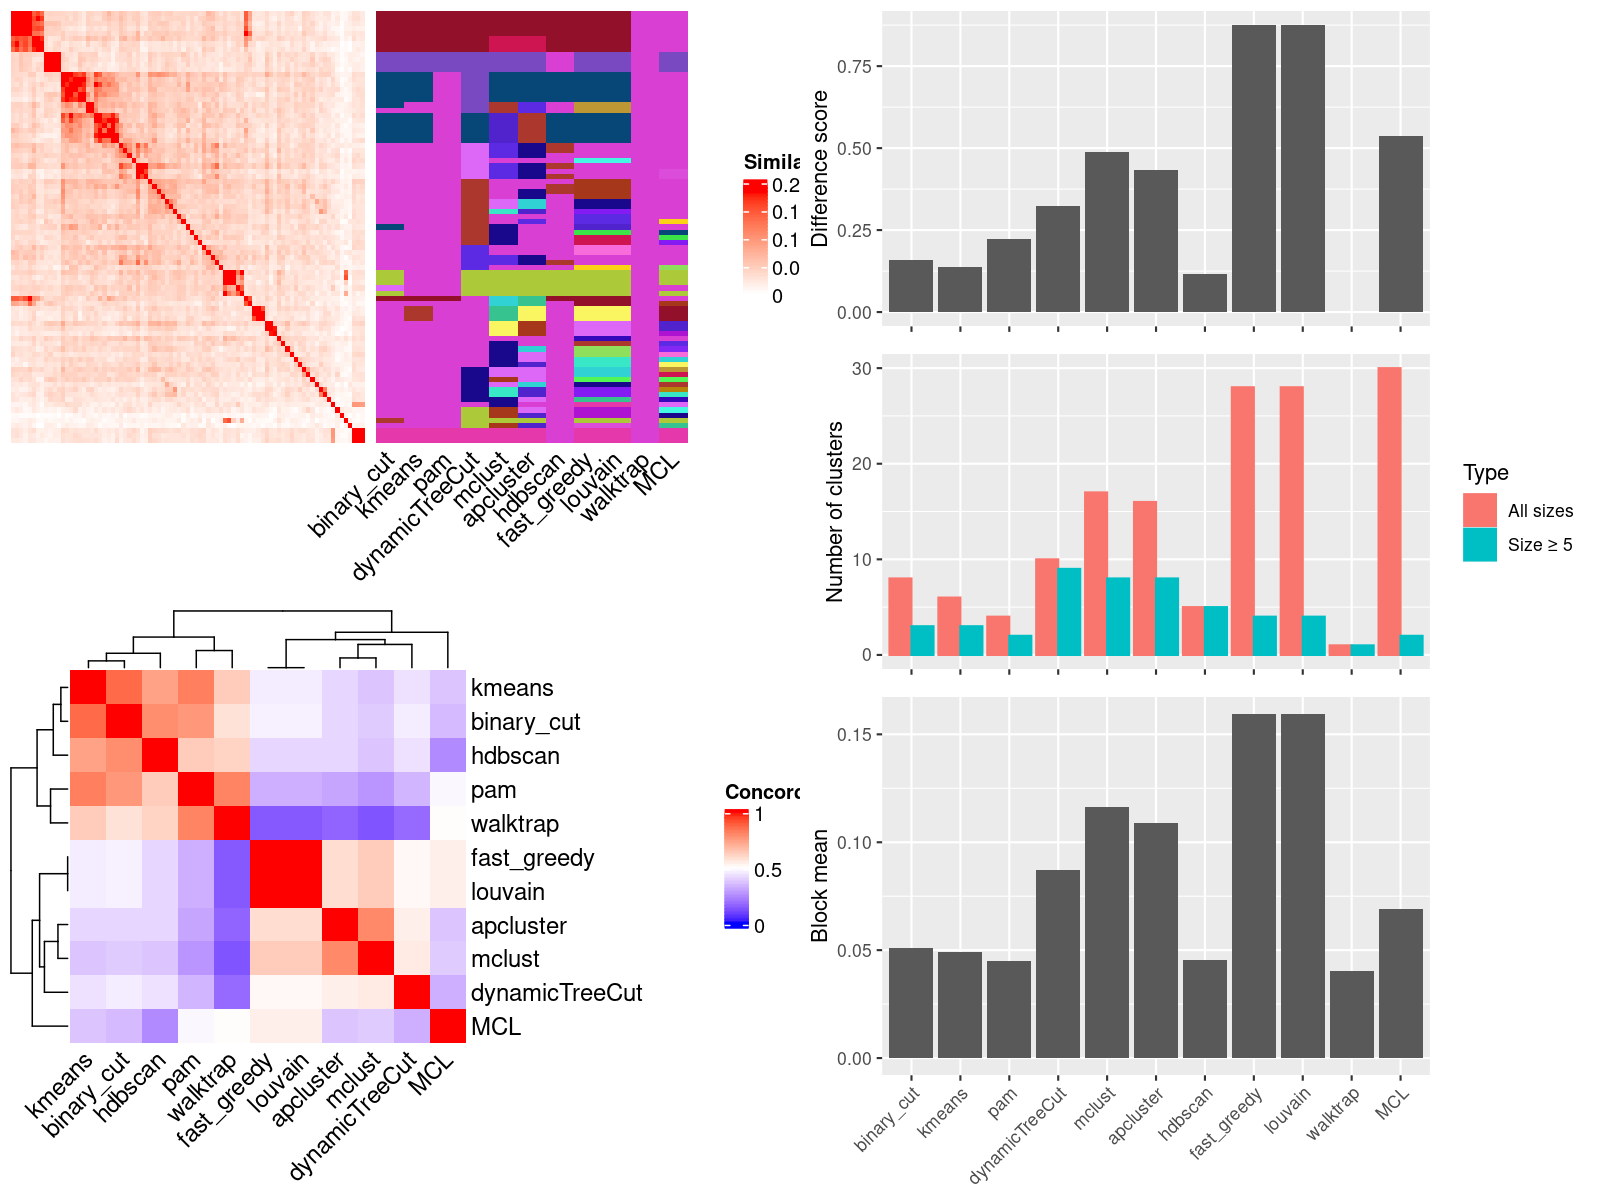 Simila
0.2
0.1
0.1
0.0
0
binary_cut
kmeans
pam
dynamicTreeCut
mclust
apcluster
hdbscan
fast_greedy
louvain
walktrap
MCL
kmeans
binary_cut
hdbscan
pam
walktrap
fast_greedy
louvain
apcluster
mclust
dynamicTreeCut
MCL
kmeans
binary_cut
hdbscan
pam
walktrap
fast_greedy
louvain
apcluster
mclust
dynamicTreeCut
MCL
Concord
1
0.5
0
Difference score
0.75
0.50
0.25
0.00
Number of clusters
30
20
10
0
Type
All sizes
Size ≥ 5
Block mean
0.15
0.10
0.05
0.00
binary_cut
kmeans
pam
dynamicTreeCut
mclust
apcluster
hdbscan
fast_greedy
louvain
walktrap
MCL